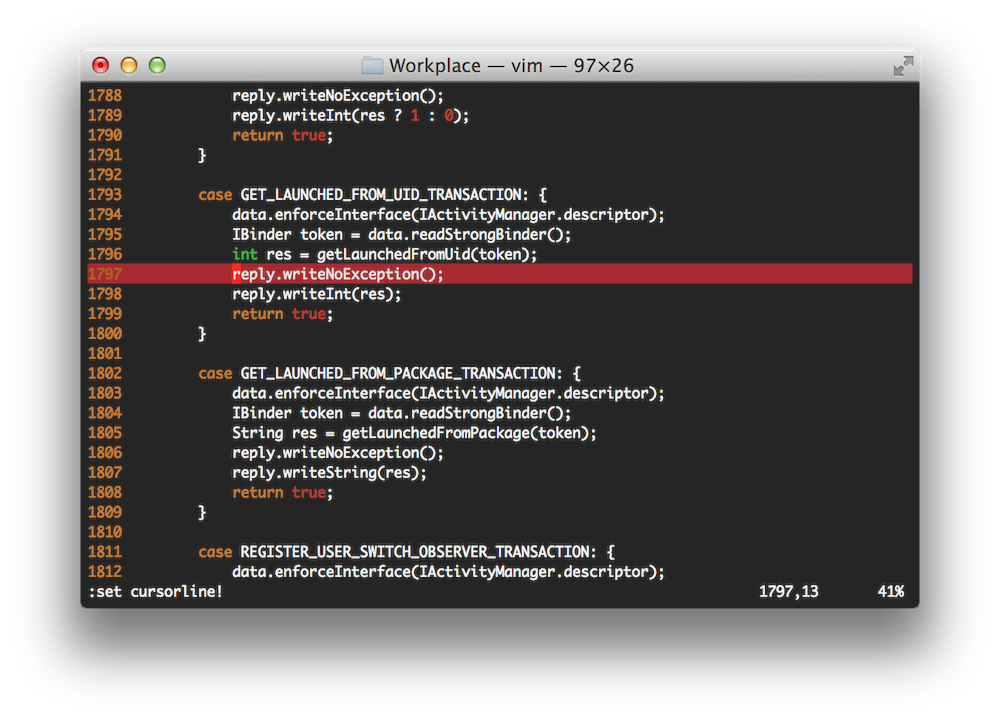 Workplace — vim — 97×26
1788 reply.writeNoException();
1789 reply.writeInt(res ? 1 : 0);
1790 return true;
1791 }
1792
1793 case GET_LAUNCHED_FROM_UID_TRANSACTION: {
1794 data.enforceInterface(IActivityManager.descriptor);
1795 IBinder token = data.readStrongBinder();
1796 int res = getLaunchedFromUid(token);
1797 reply.writeNoException();
1798 reply.writeInt(res);
1799 return true;
1800 }
1801
1802 case GET_LAUNCHED_FROM_PACKAGE_TRANSACTION: {
1803 data.enforceInterface(IActivityManager.descriptor);
1804 IBinder token = data.readStrongBinder();
1805 String res = getLaunchedFromPackage(token);
1806 reply.writeNoException();
1807 reply.writeString(res);
1808 return true;
1809 }
1810
1811 case REGISTER_USER_SWITCH_OBSERVER_TRANSACTION: {
1812 data.enforceInterface(IActivityManager.descriptor);
:set cursorline! 1797,13 41%